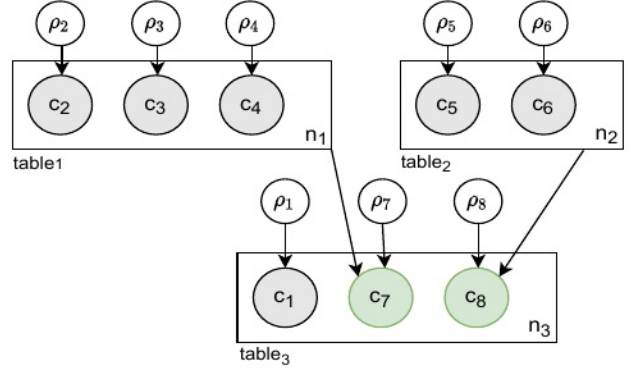 ρ₂ ρ₃ ρ₄ ρ₅ ρ₆
c₂ c₃ c₄ c₅ c₆
n₁ n₂
table₁ table₂
ρ₁ ρ₇ ρ₈
c₁ c₇ c₈
n₃
table₃